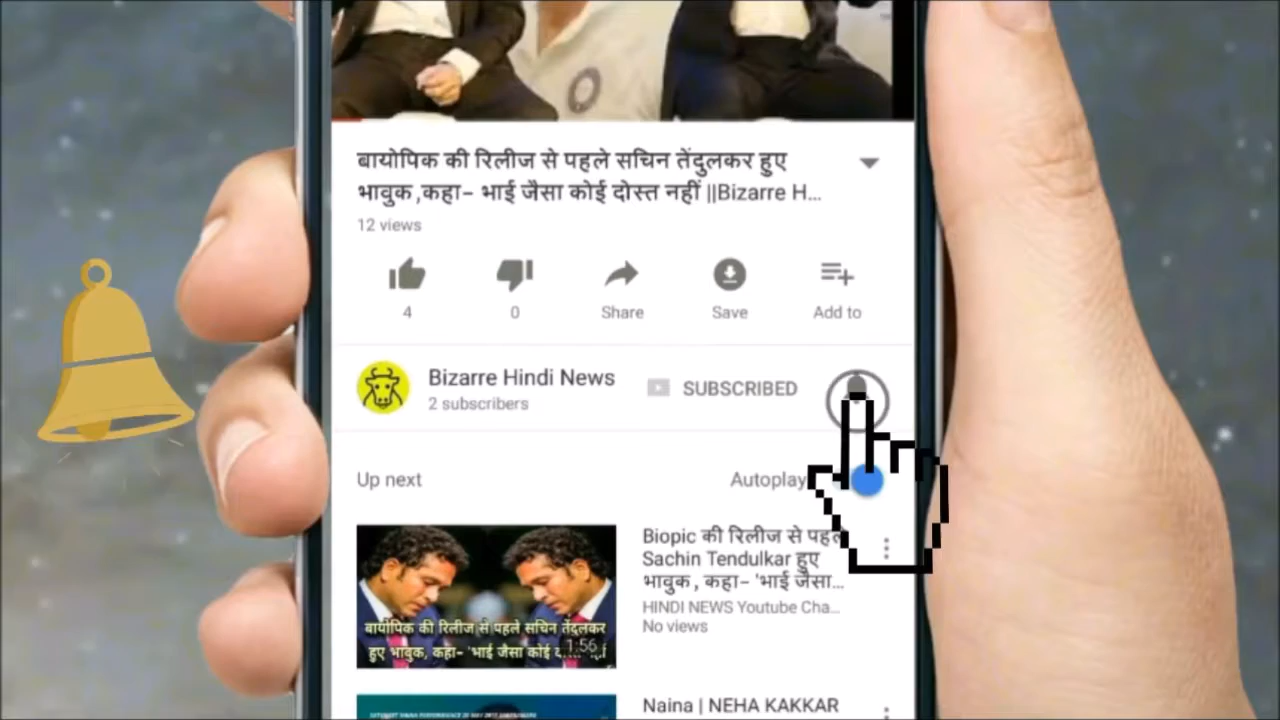 बायोपिक की रिलीज से पहले सचिन तेंदुलकर हुए
भावुक,कहा- भाई जैसा कोई दोस्त नहीं ||Bizarre H...
12 views
4
0
Share
Save
Add to
Bizarre Hindi News
SUBSCRIBED
2 subscribers
Up next
Autoplay
Biopic की रिलीज से पहले
Sachin Tendulkar हुए
भावुक, कहा- 'भाई जैसा...
HINDI NEWS Youtube Cha...
No views
बायोपिक की रिलीज से पहले सचिन तेंदुलकर
हुए भावुक, कहा- 'भाई जैसा कोई
1:56
Naina | NEHA KAKKAR